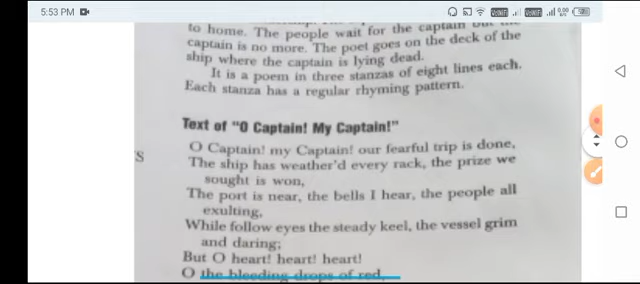 5:53 PM
to home. The people wait for the captain but the
captain is no more. The poet goes on the deck of the
ship where the captain is lying dead.
It is a poem in three stanzas of eight lines each.
Each stanza has a regular rhyming pattern.
Text of "O Captain! My Captain!"
O Captain! my Captain! our fearful trip is done,
The ship has weather'd every rack, the prize we
sought is won,
The port is near, the bells I hear, the people all
exulting,
While follow eyes the steady keel, the vessel grim
and daring;
But O heart! heart! heart!
O the bleeding drops of red,